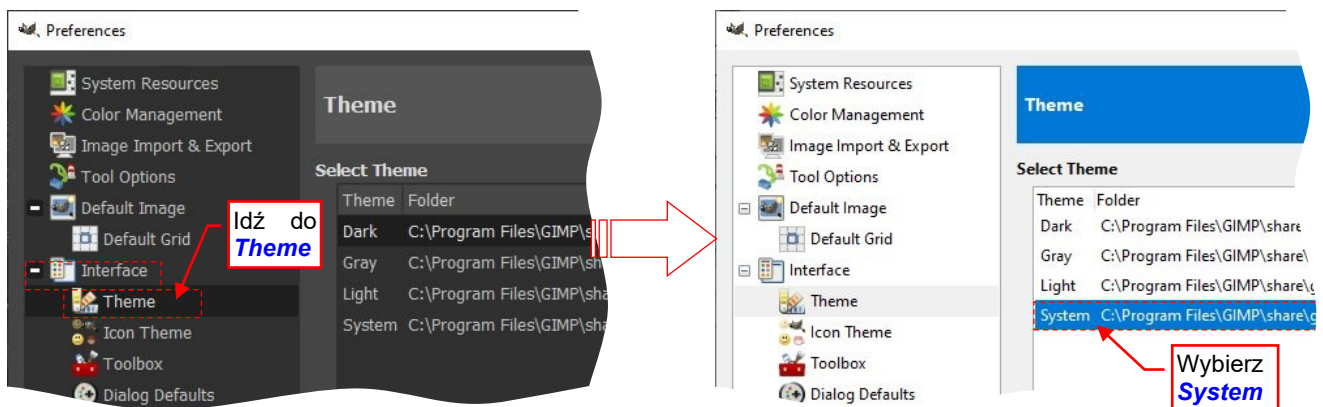 Preferences
System Resources
Color Management
Image Import & Export
Tool Options
Default Image
Default Grid
Interface
Theme
Icon Theme
Toolbox
Dialog Defaults
Theme
Select Theme
Theme Folder
Dark C:\Program Files\GIMP\s
Gray C:\Program Files\GIMP\sh
Light C:\Program Files\GIMP\sha
System C:\Program Files\GIMP\sha
Idź do
Theme
Preferences
System Resources
Color Management
Image Import & Export
Tool Options
Default Image
Default Grid
Interface
Theme
Icon Theme
Toolbox
Dialog Defaults
Theme
Select Theme
Theme Folder
Dark C:\Program Files\GIMP\share
Gray C:\Program Files\GIMP\share\
Light C:\Program Files\GIMP\share\g
System C:\Program Files\GIMP\share\g
Wybierz
System